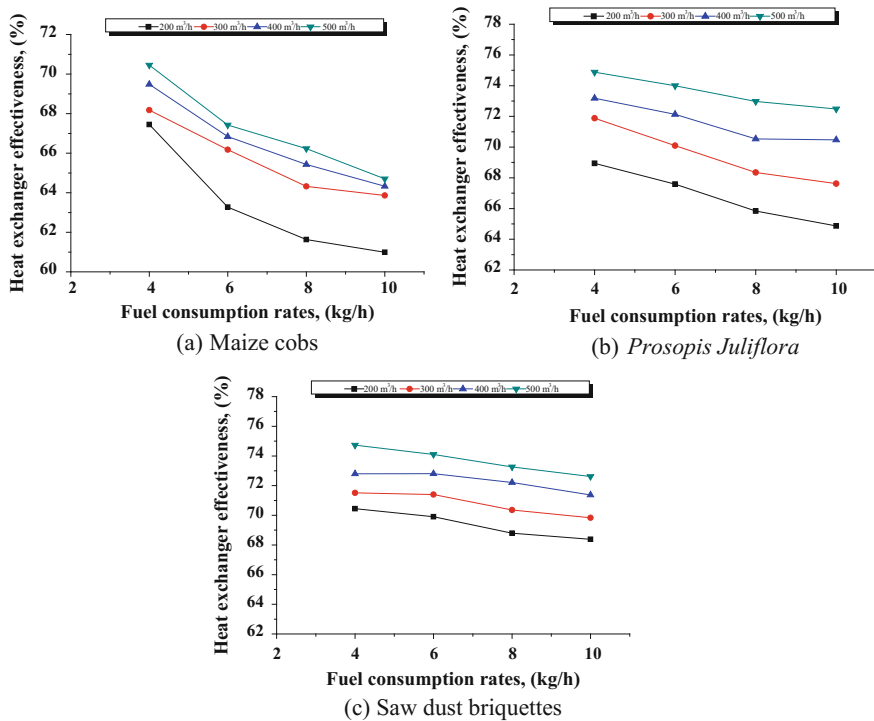 200 m³/h 300 m³/h 400 m³/h 500 m³/h
Heat exchanger effectiveness, (%)
72
70
68
66
64
62
60
2 4 6 8 10
Fuel consumption rates, (kg/h)
(a) Maize cobs
200 m³/h 300 m³/h 400 m³/h 500 m³/h
Heat exchanger effectiveness, (%)
78
76
74
72
70
68
66
64
62
2 4 6 8 10
Fuel consumption rates, (kg/h)
(b) Prosopis Juliflora
200 m³/h 300 m³/h 400 m³/h 500 m³/h
Heat exchanger effectiveness, (%)
78
76
74
72
70
68
66
64
62
2 4 6 8 10
Fuel consumption rates, (kg/h)
(c) Saw dust briquettes